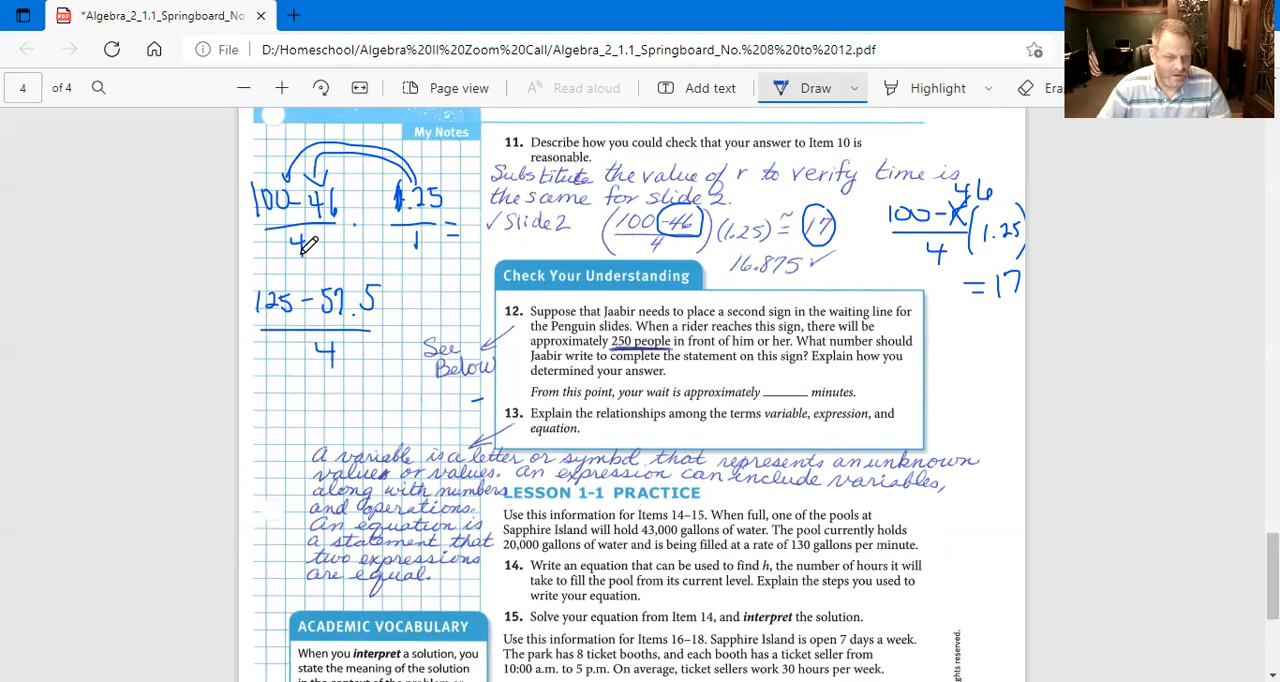 *Algebra_2_1.1_Springboard_No
File
D:/Homeschool/Algebra%20II%20Zoom%20Call/Algebra_2_1.1_Springboard_No.%208%20to%2012.pdf
4 of 4
Page view
Read aloud
Add text
Draw
Highlight
My Notes
100 - 46
4
. 1.25
1
=
125 - 57.5
4
11. Describe how you could check that your answer to Item 10 is
reasonable.
Substitute the value of r to verify time is
the same for slide 2.
✓ Slide 2 (100 - 46 / 4)(1.25) ≅ 17
16.875 ✓
46
100 - x
4
(1.25)
= 17
Check Your Understanding
12. Suppose that Jaabir needs to place a second sign in the waiting line for
the Penguin slides. When a rider reaches this sign, there will be
approximately 250 people in front of him or her. What number should
Jaabir write to complete the statement on this sign? Explain how you
determined your answer.
From this point, your wait is approximately ______ minutes.
See
Below
13. Explain the relationships among the terms variable, expression, and
equation.
A variable is a letter or symbol that represents an unknown
values or values. An expression can include variables,
along with numbers
and operations.
An equation is
a statement that
two expressions
are equal.
LESSON 1-1 PRACTICE
Use this information for Items 14–15. When full, one of the pools at
Sapphire Island will hold 43,000 gallons of water. The pool currently holds
20,000 gallons of water and is being filled at a rate of 130 gallons per minute.
14. Write an equation that can be used to find h, the number of hours it will
take to fill the pool from its current level. Explain the steps you used to
write your equation.
15. Solve your equation from Item 14, and interpret the solution.
Use this information for Items 16–18. Sapphire Island is open 7 days a week.
The park has 8 ticket booths, and each booth has a ticket seller from
10:00 a.m. to 5 p.m. On average, ticket sellers work 30 hours per week.
ACADEMIC VOCABULARY
When you interpret a solution, you
state the meaning of the solution